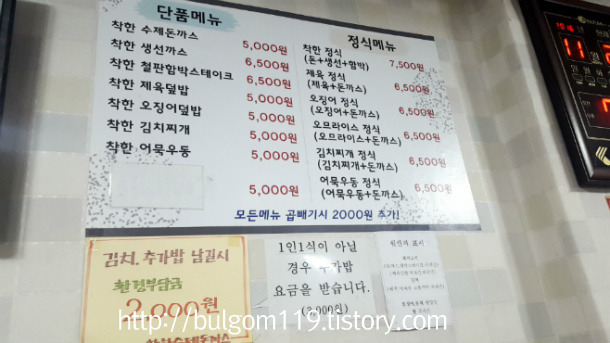 단품메뉴
착한 수제돈까스 5,000원
착한 생선까스 6,500원
착한 철판함박스테이크 6,500원
착한 제육덮밥 5,000원
착한 오징어덮밥 5,000원
착한 김치찌개 5,000원
착한 어묵우동 5,000원
5,000원
정식메뉴
착한 정식
(돈+생선+함박) 7,500원
제육 정식
(제육+돈까스) 6,500원
오징어 정식
(오징어+돈까스) 6,500원
오므라이스 정식
(오므라이스+돈까스) 6,500원
김치찌개 정식
(김치찌개+돈까스) 6,500원
어묵우동 정식
(어묵우동+돈까스) 6,500원
모든메뉴 곱빼기시 2000원 추가!
김치, 추가밥 남길시
환경부담금
2,000원
착한수제돈까스
1인1식이 아닐
경우 추가밥
요금을 받습니다.
(2,000원)
원산지 표시
11월
http://bulgom119.tistory.com/